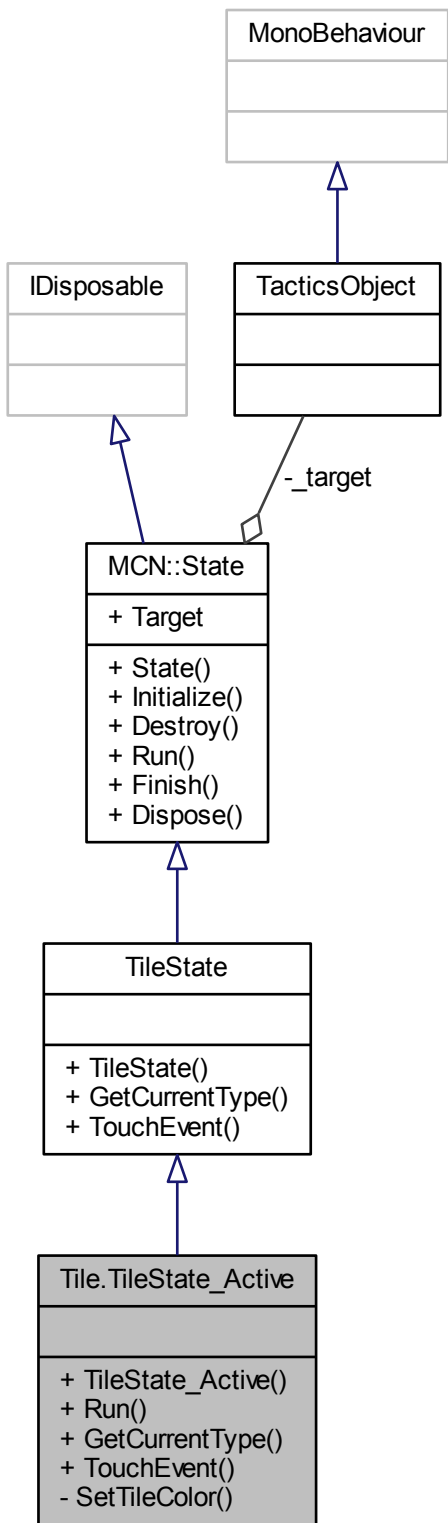 MonoBehaviour
IDisposable
TacticsObject
-_target
MCN::State
+ Target
+ State()
+ Initialize()
+ Destroy()
+ Run()
+ Finish()
+ Dispose()
TileState
+ TileState()
+ GetCurrentType()
+ TouchEvent()
Tile.TileState_Active
+ TileState_Active()
+ Run()
+ GetCurrentType()
+ TouchEvent()
- SetTileColor()